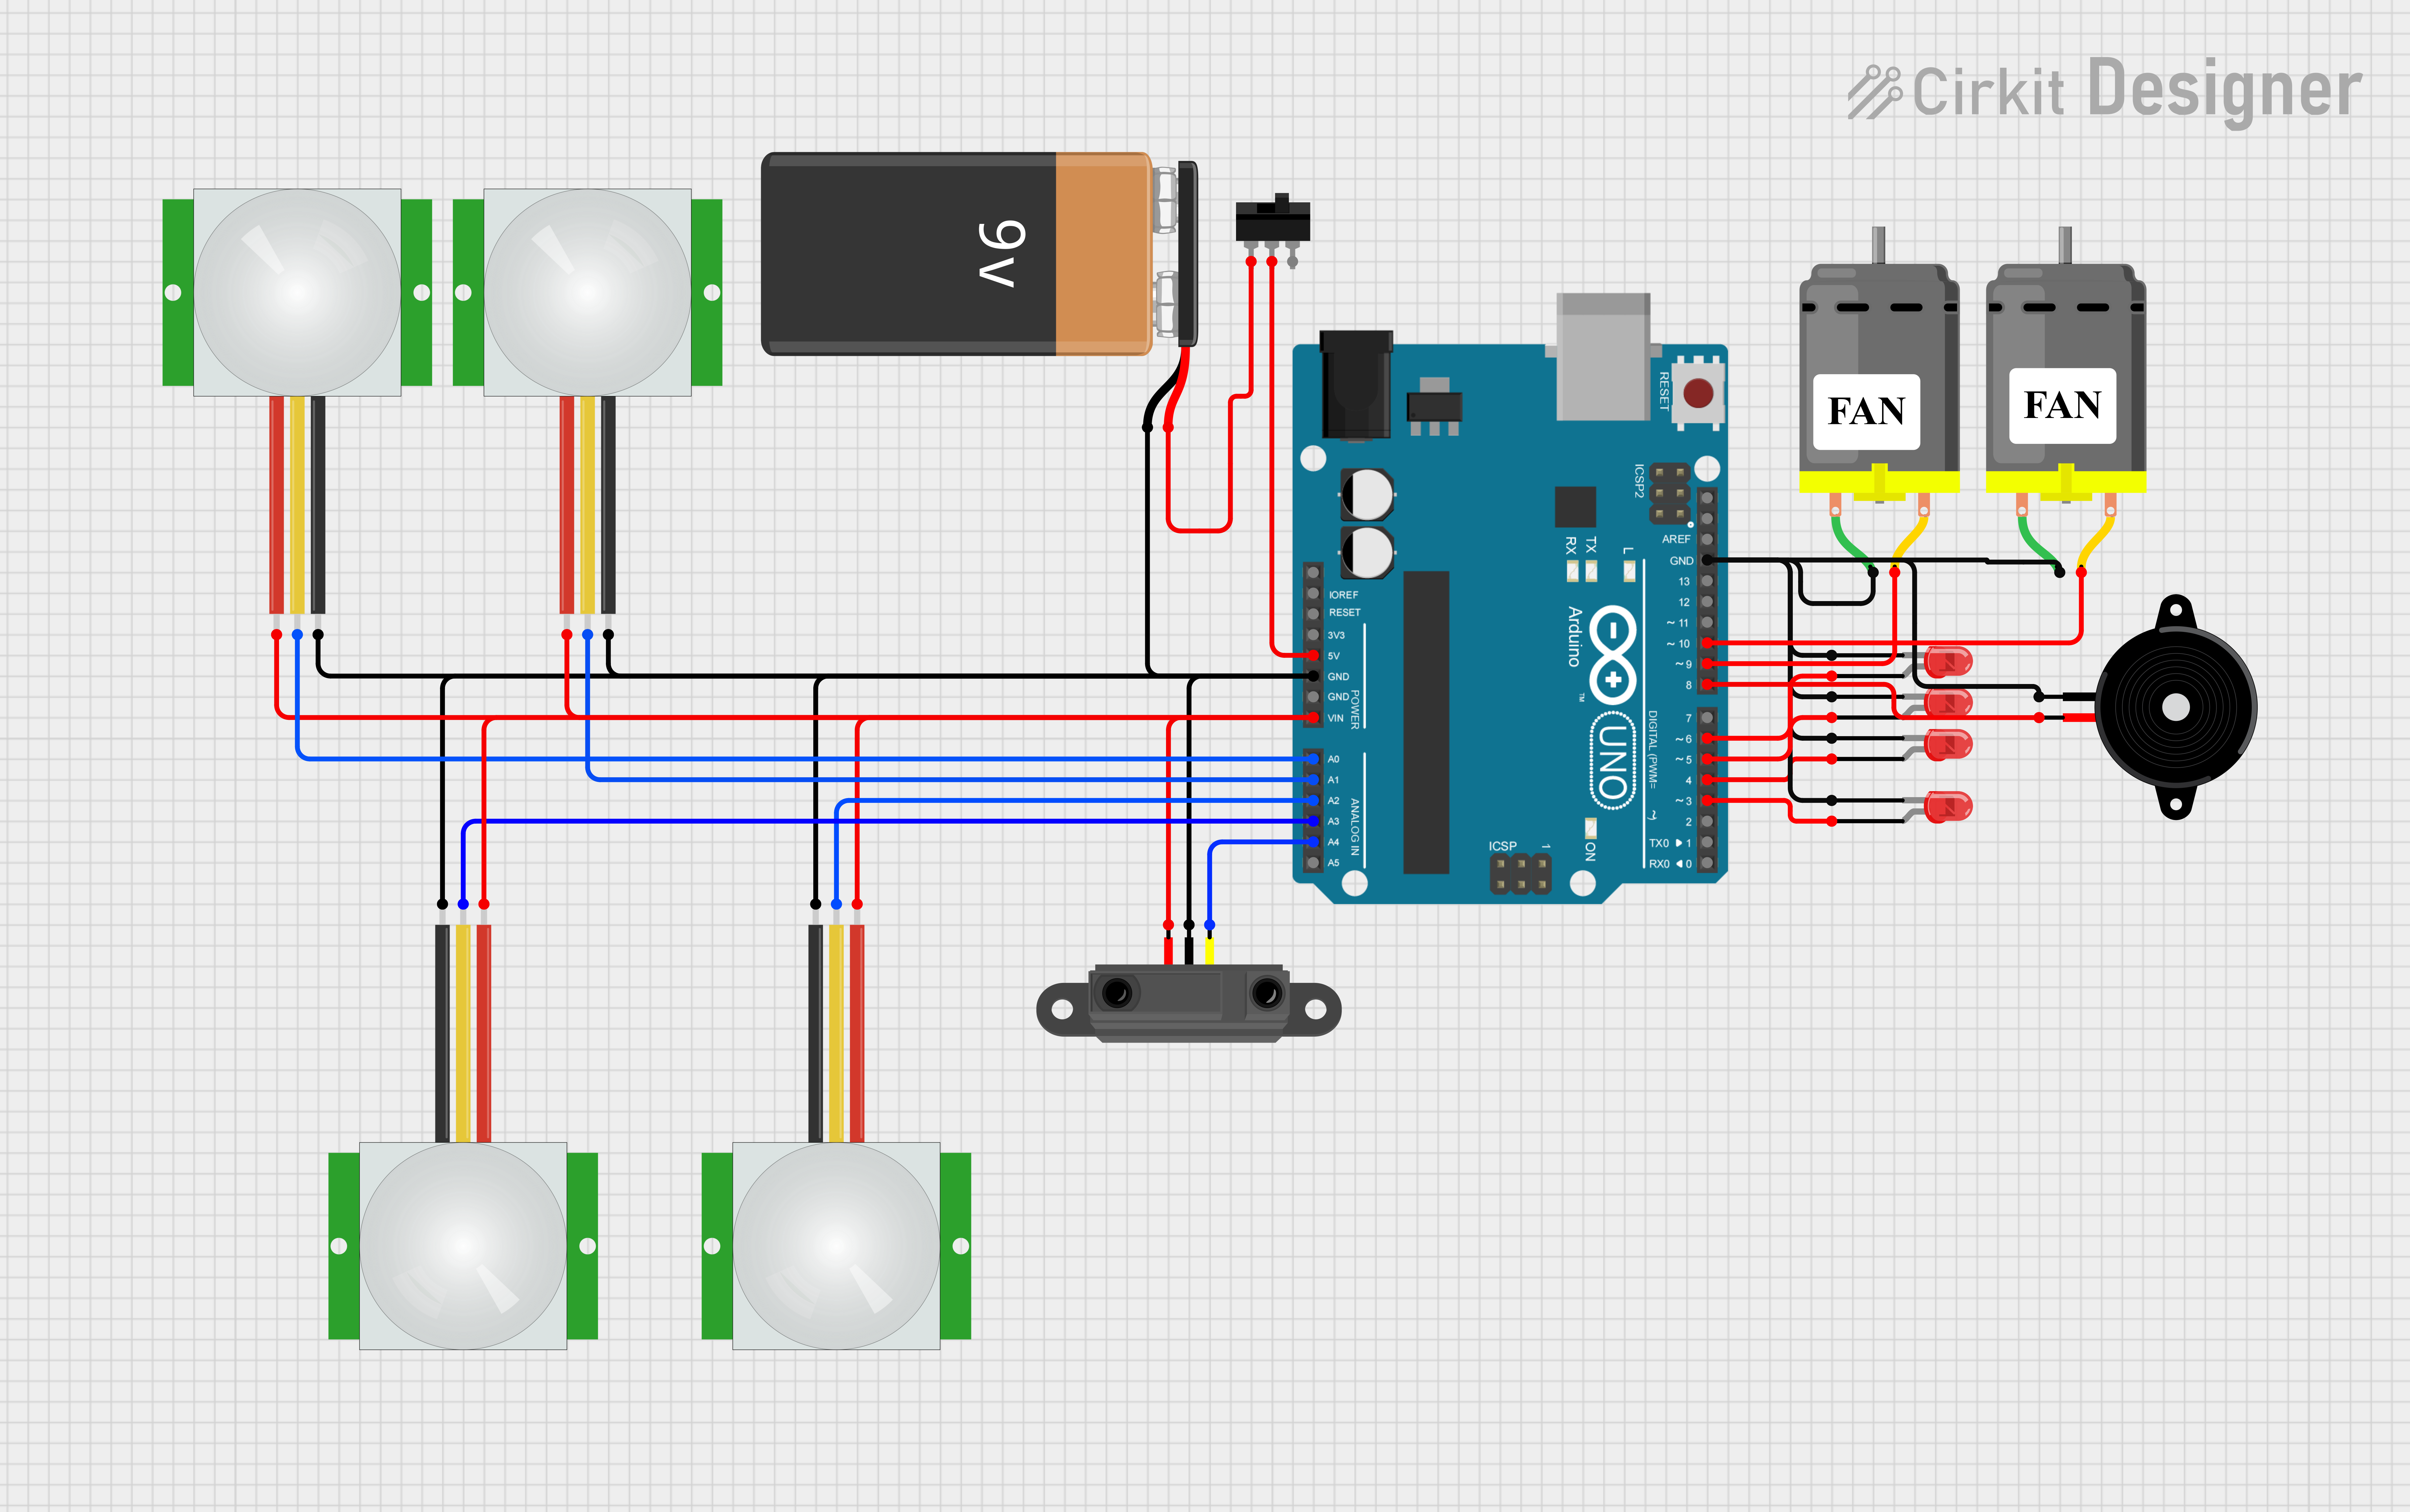 Cirkit Designer
9v
RESET
FAN
FAN
ICSP2
AREF
GND
13
12
~ 11
~ 10
~ 9
8
7
~ 6
~ 5
4
~ 3
2
TX0 ▶ 1
RX0 ◀ 0
RX
TX
L
IOREF
RESET
3V3
5V
GND
GND
VIN
POWER
A0
A1
A2
A3
A4
A5
ANALOG IN
Arduino
TM
UNO
DIGITAL (PWM= ~)
ON
ICSP
1